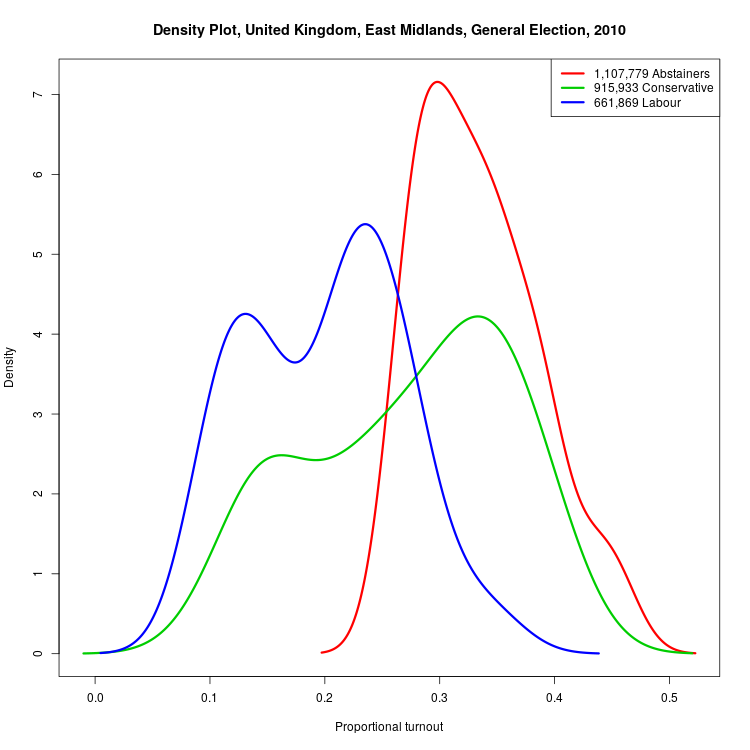 Density Plot, United Kingdom, East Midlands, General Election, 2010
1,107,779 Abstainers
915,933 Conservative
661,869 Labour
Density
7
6
5
4
3
2
1
0
0.0 0.1 0.2 0.3 0.4 0.5
Proportional turnout